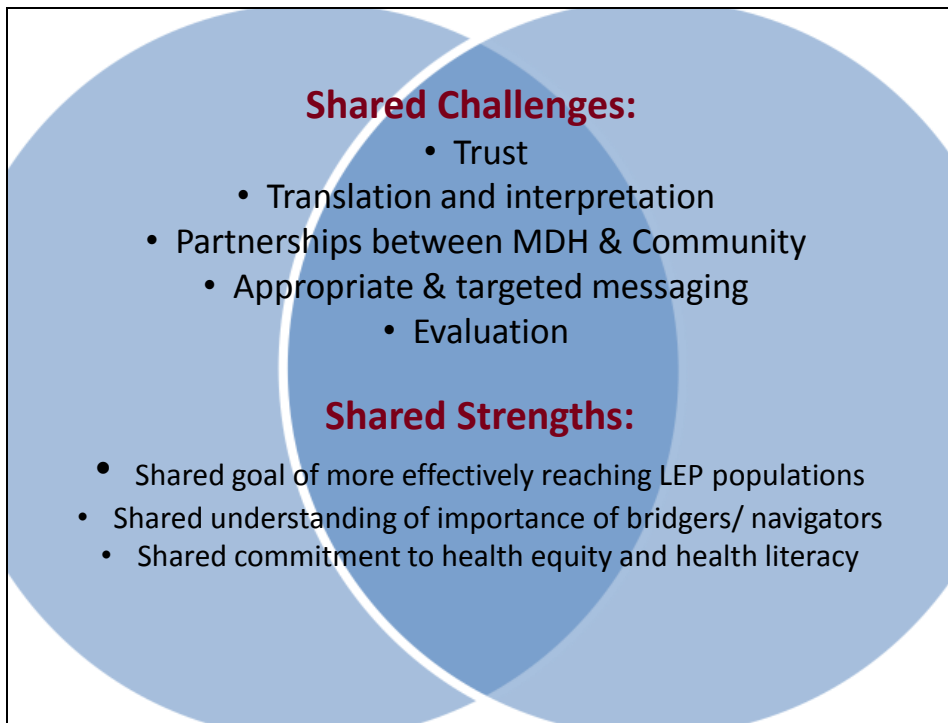 Shared Challenges:
• Trust
• Translation and interpretation
• Partnerships between MDH & Community
• Appropriate & targeted messaging
• Evaluation
Shared Strengths:
• Shared goal of more effectively reaching LEP populations
• Shared understanding of importance of bridgers/ navigators
• Shared commitment to health equity and health literacy